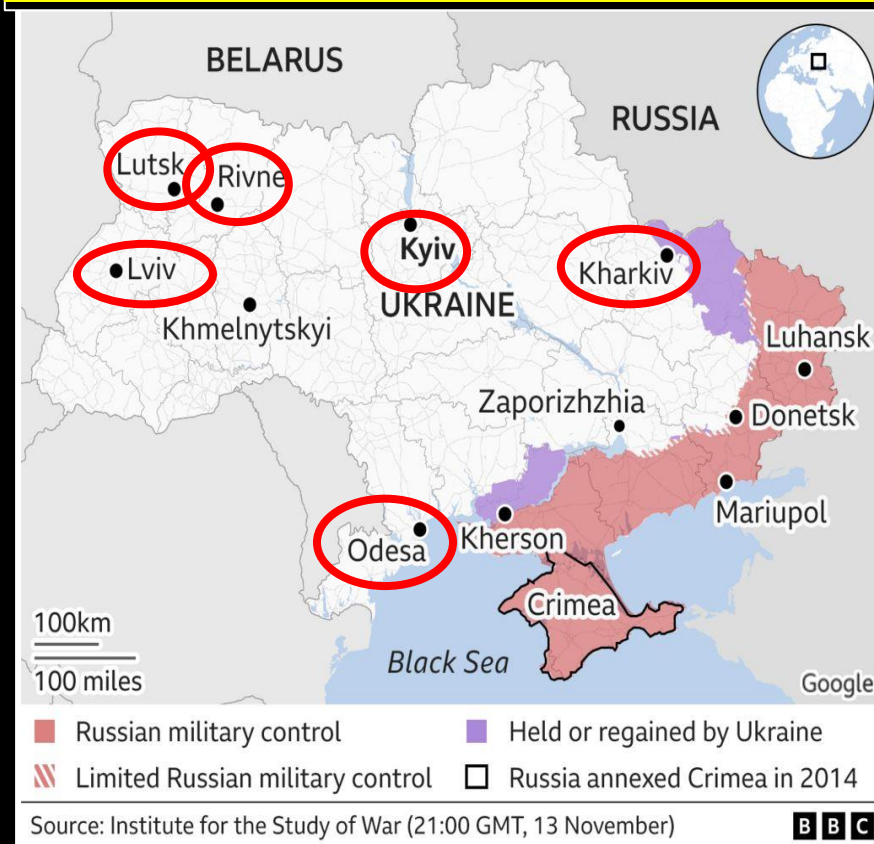 BELARUS
RUSSIA
Lutsk
Rivne
Kyiv
Lviv
Kharkiv
UKRAINE
Khmelnytskyi
Luhansk
Zaporizhzhia
Donetsk
Mariupol
Odesa
Kherson
Crimea
100km
100 miles
Black Sea
Google
Russian military control
Held or regained by Ukraine
Limited Russian military control
Russia annexed Crimea in 2014
Source: Institute for the Study of War (21:00 GMT, 13 November)
BBC